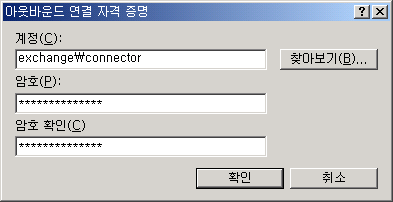 아웃바운드 연결 자격 증명
계정(C):
exchange₩connector
찾아보기(B)...
암호(P):
**************
암호 확인(C)
**************
확인
취소